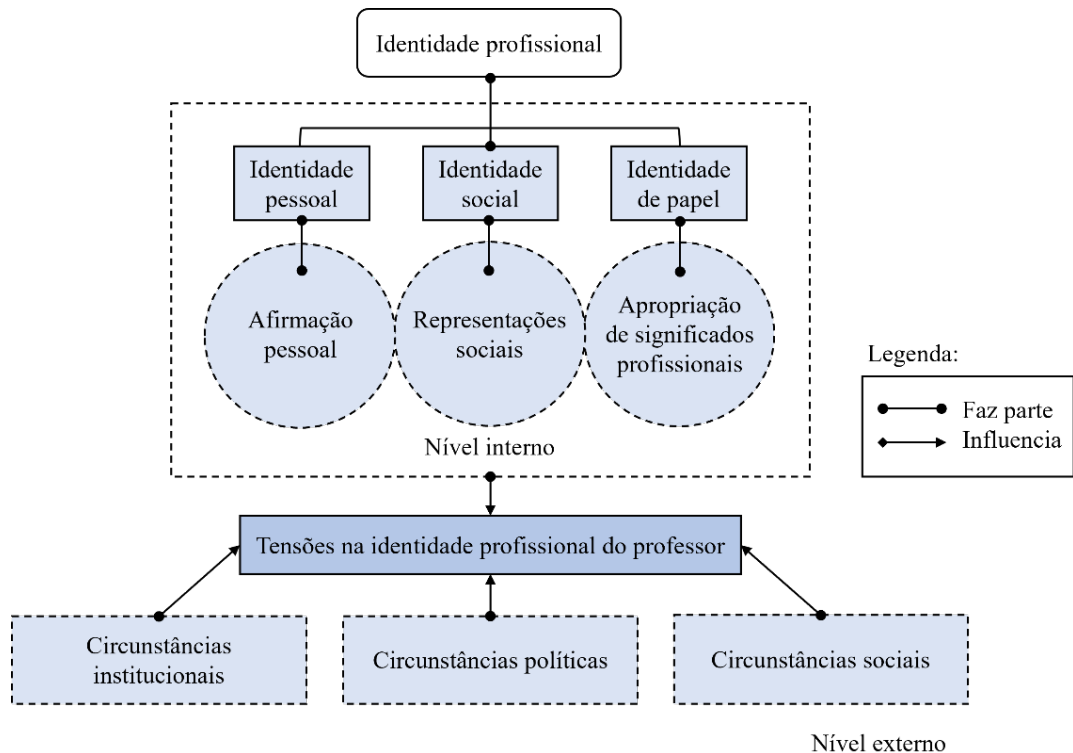 Identidade profissional
Identidade
pessoal
Identidade
social
Identidade
de papel
Afirmação
pessoal
Representações
sociais
Apropriação
de significados
profissionais
Nível interno
Legenda:
Faz parte
Influencia
Tensões na identidade profissional do professor
Circunstâncias
institucionais
Circunstâncias políticas
Circunstâncias sociais
Nível externo